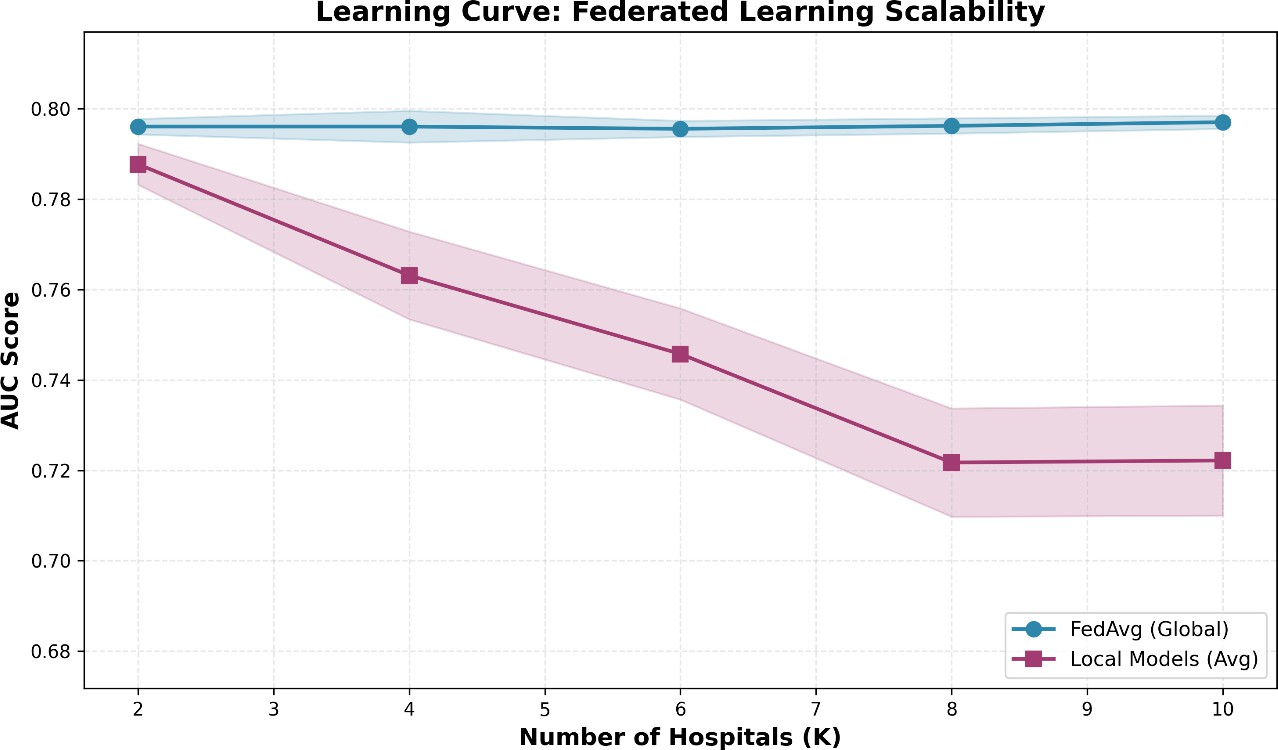 Learning Curve: Federated Learning Scalability
AUC Score
0.80
0.78
0.76
0.74
0.72
0.70
0.68
2 3 4 5 6 7 8 9 10
Number of Hospitals (K)
FedAvg (Global)
Local Models (Avg)